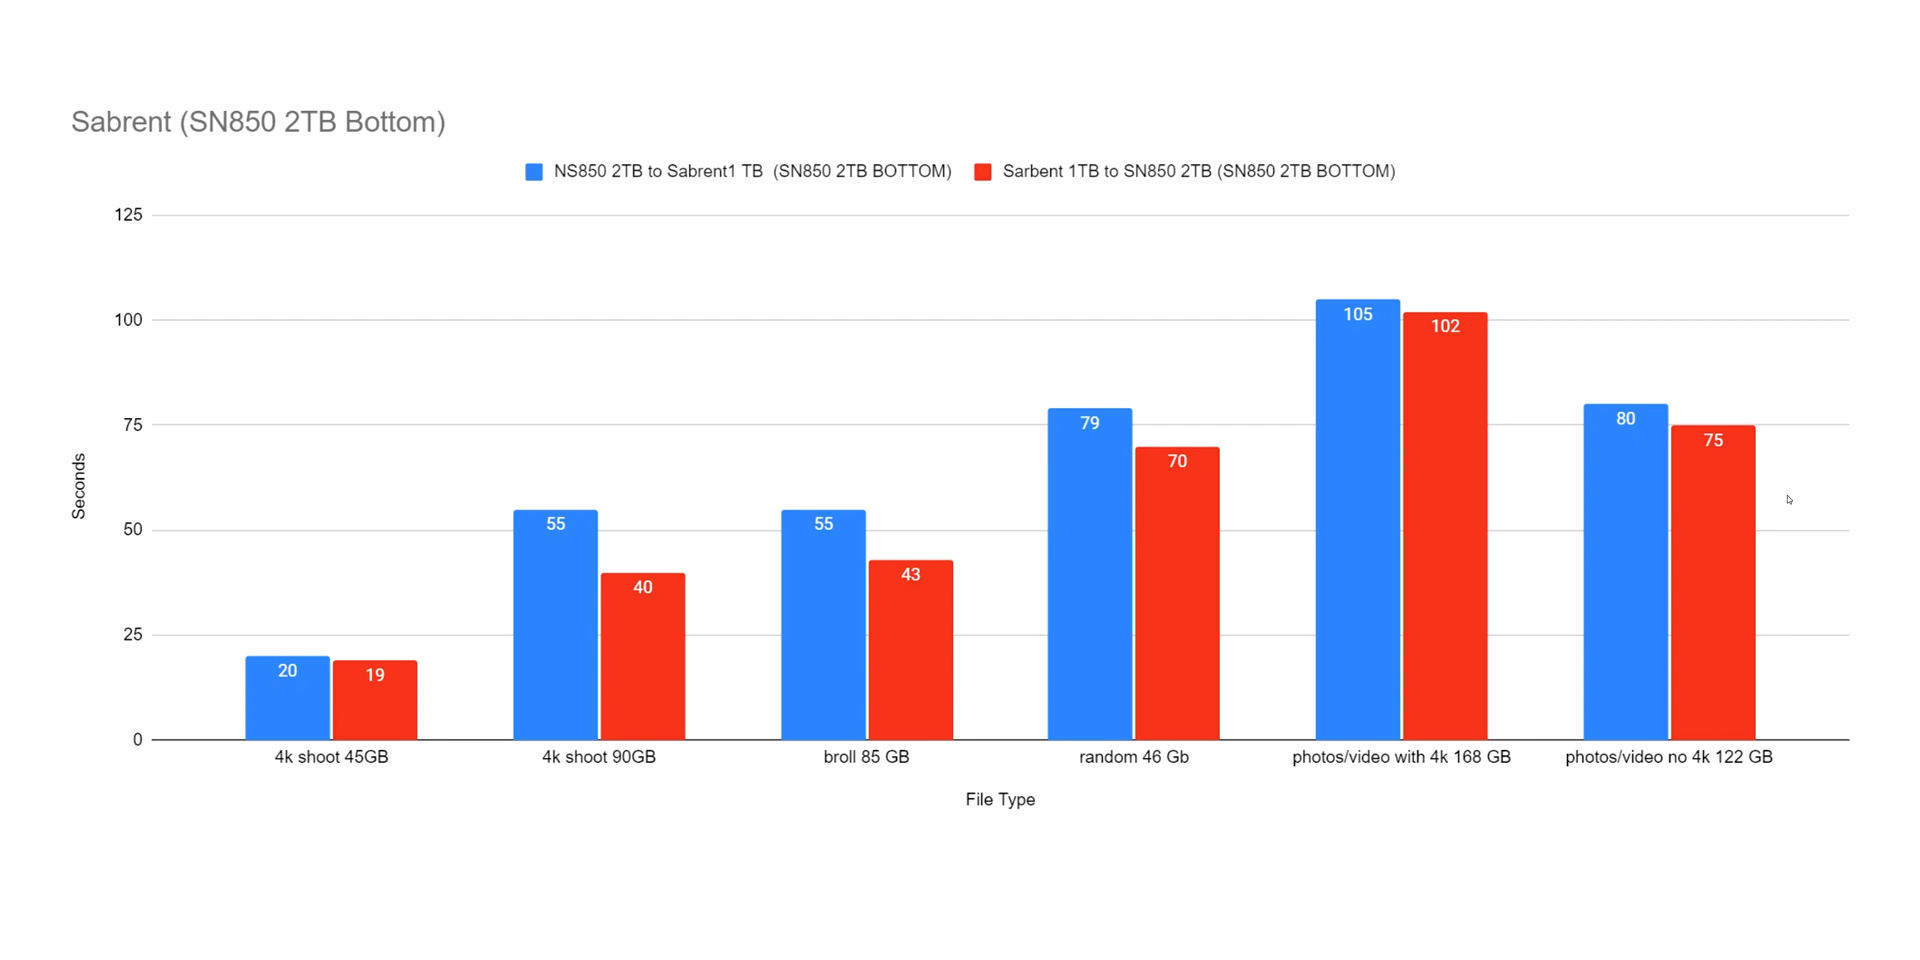 Sabrent (SN850 2TB Bottom)
NS850 2TB to Sabrent1 TB  (SN850 2TB BOTTOM)
Sarbent 1TB to SN850 2TB (SN850 2TB BOTTOM)
125
100
75
50
25
0
Seconds
20
19
55
40
55
43
79
70
105
102
80
75
4k shoot 45GB
4k shoot 90GB
broll 85 GB
random 46 Gb
photos/video with 4k 168 GB
photos/video no 4k 122 GB
File Type